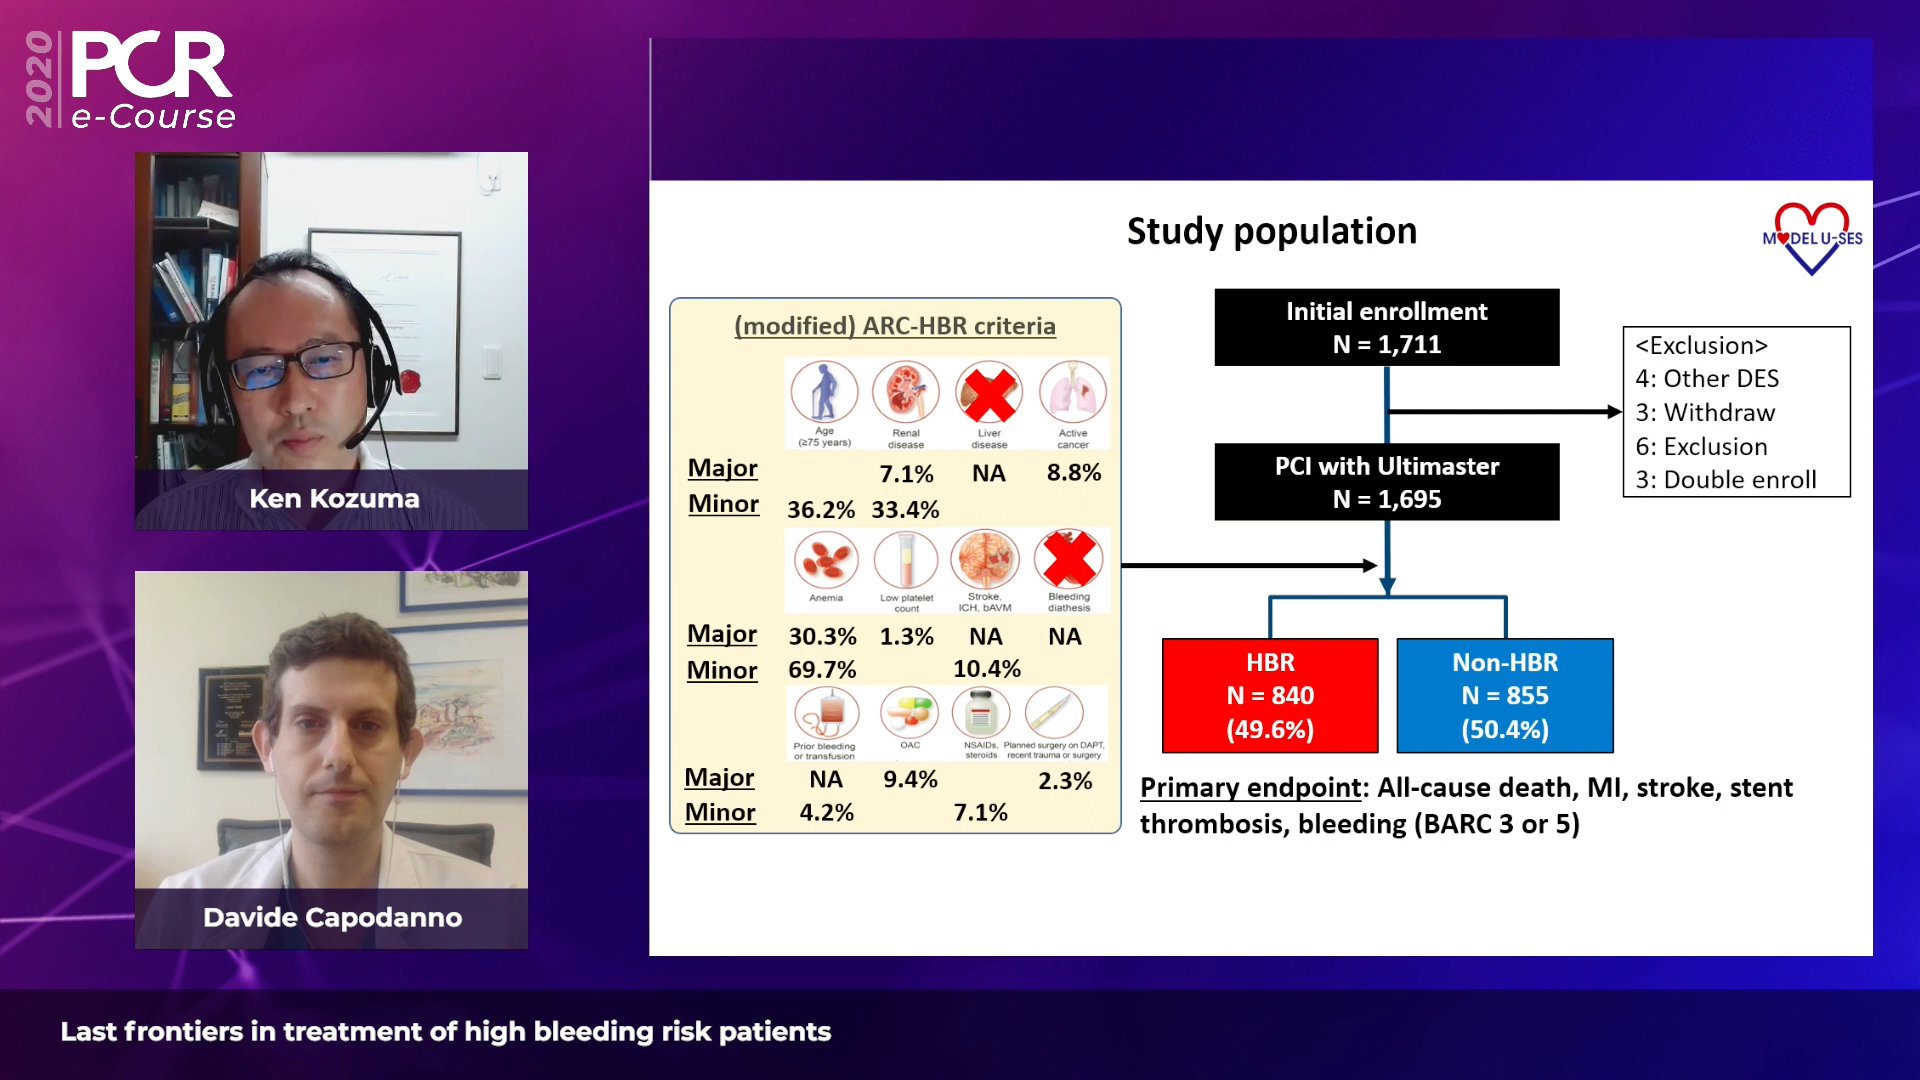 2020
PCR
e-Course
Ken Kozuma
Davide Capodanno
Study population
MODEL U-SES
(modified) ARC-HBR criteria
Age
(≥75 years)
Renal
disease
Liver
disease
Active
cancer
Major 7.1% NA 8.8%
Minor 36.2% 33.4%
Anemia
Low platelet
count
Stroke,
ICH, bAVM
Bleeding
diathesis
Major 30.3% 1.3% NA NA
Minor 69.7% 10.4%
Prior bleeding
or transfusion
OAC
NSAIDs,
steroids
Planned surgery on DAPT,
recent trauma or surgery
Major NA 9.4% 2.3%
Minor 4.2% 7.1%
Initial enrollment
N = 1,711
<Exclusion>
4: Other DES
3: Withdraw
6: Exclusion
3: Double enroll
PCI with Ultimaster
N = 1,695
HBR
N = 840
(49.6%)
Non-HBR
N = 855
(50.4%)
Primary endpoint: All-cause death, MI, stroke, stent
thrombosis, bleeding (BARC 3 or 5)
Last frontiers in treatment of high bleeding risk patients